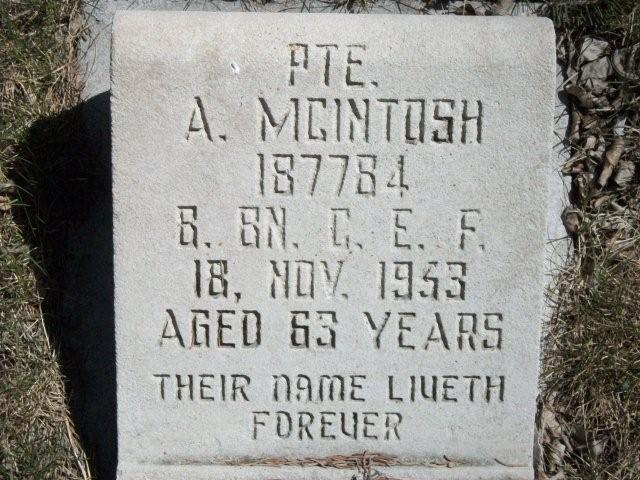 PTE.
A. MCINTOSH
187784
8. BN. C. E. F.
18, NOV. 1953
AGED 63 YEARS
THEIR NAME LIVETH
FOREVER